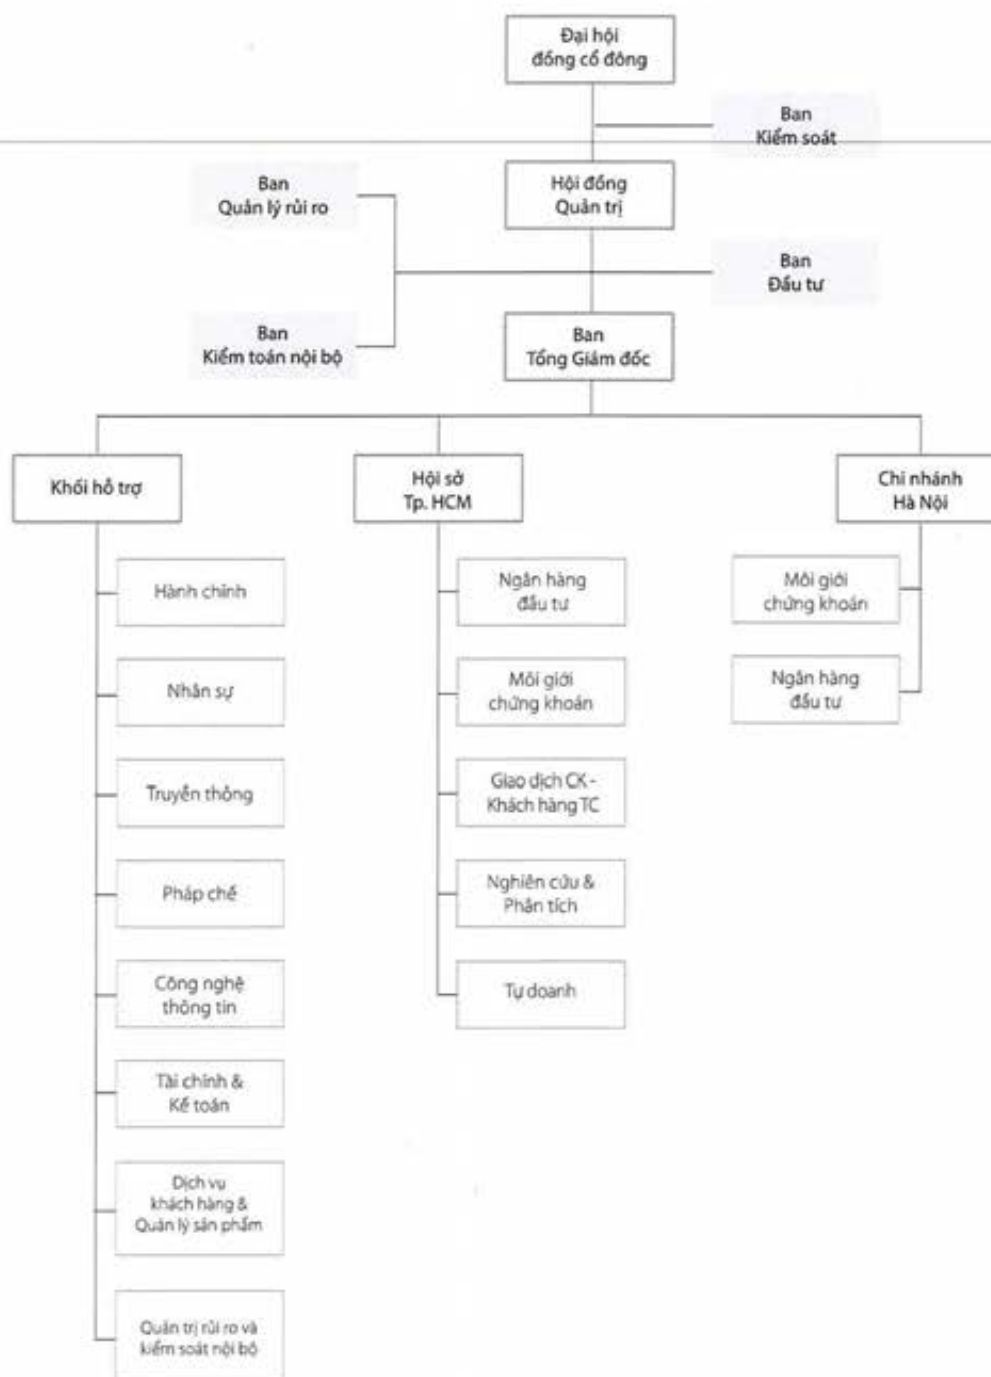 Đại hội
đồng cổ đông
Ban
Kiểm soát
Ban
Quản lý rủi ro
Hội đồng
Quản trị
Ban
Đầu tư
Ban
Kiểm toán nội bộ
Ban
Tổng Giám đốc
Khối hỗ trợ
Hội sở
Tp. HCM
Chi nhánh
Hà Nội
Hành chính
Nhân sự
Truyền thông
Pháp chế
Công nghệ
thông tin
Tài chính &
Kế toán
Dịch vụ
khách hàng &
Quản lý sản phẩm
Quản trị rủi ro và
kiểm soát nội bộ
Ngân hàng
đầu tư
Môi giới
chứng khoán
Giao dịch CK -
Khách hàng TC
Nghiên cứu &
Phân tích
Tự doanh
Môi giới
chứng khoán
Ngân hàng
đầu tư